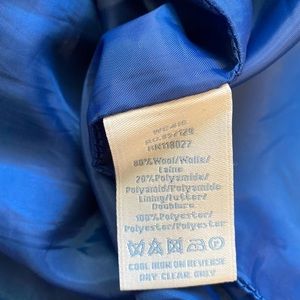 RN118027
80%Wool/Wolle/
Laine
20%Polyamide/
Polyamid/Polyamide
Lining/Futter/
Doublure
100%Polyester/
Polyester/Polyester
COOL IRON ON REVERSE
DRY CLEAN ONLY